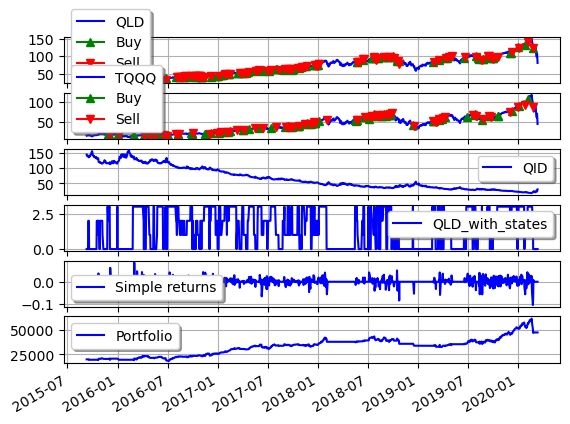 QLD
Buy
Sell
150
100
50
TQQQ
Buy
Sell
100
50
150
100
50
QID
2.5
0.0
QLD_with_states
0.0
−0.1
Simple returns
50000
25000
Portfolio
2015-07
2016-01
2016-07
2017-01
2017-07
2018-01
2018-07
2019-01
2019-07
2020-01